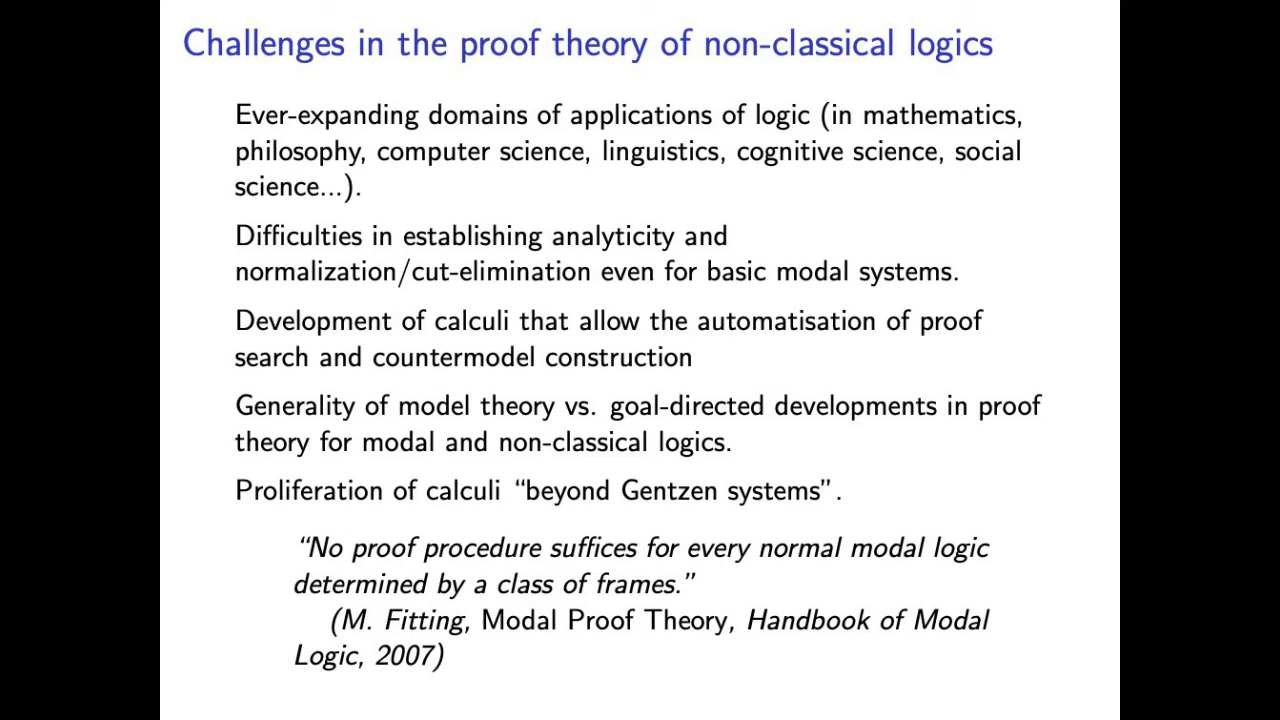 Challenges in the proof theory of non-classical logics
Ever-expanding domains of applications of logic (in mathematics,
philosophy, computer science, linguistics, cognitive science, social
science...).
Difficulties in establishing analyticity and
normalization/cut-elimination even for basic modal systems.
Development of calculi that allow the automatisation of proof
search and countermodel construction
Generality of model theory vs. goal-directed developments in proof
theory for modal and non-classical logics.
Proliferation of calculi “beyond Gentzen systems”.
“No proof procedure suffices for every normal modal logic
determined by a class of frames.”
(M. Fitting, Modal Proof Theory, Handbook of Modal
Logic, 2007)